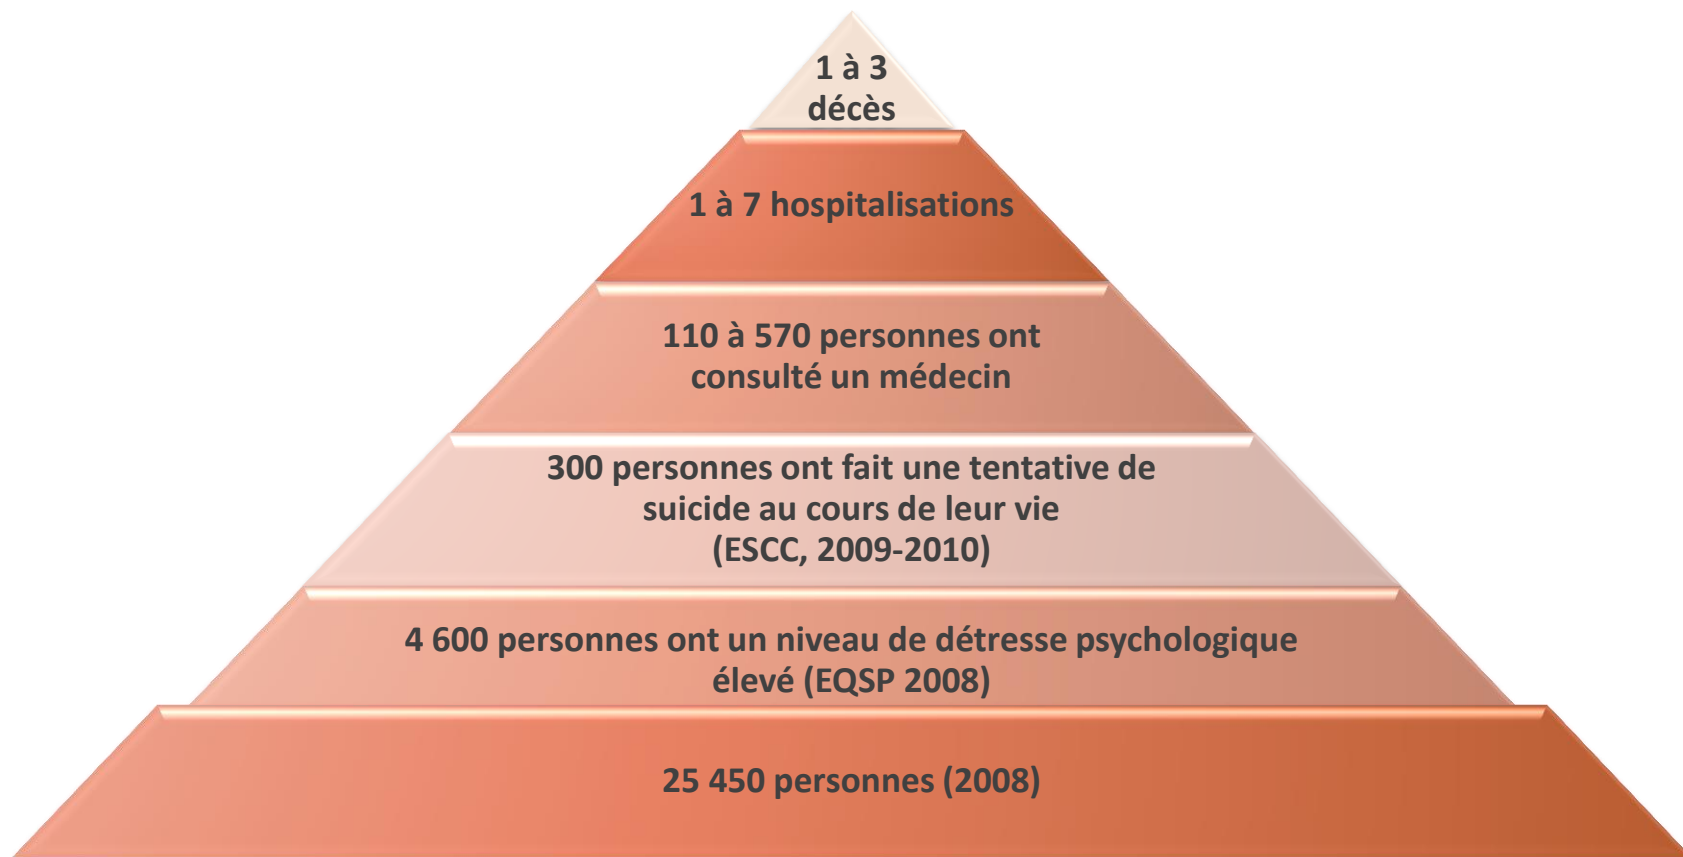 1 à 3
décès
1 à 7 hospitalisations
110 à 570 personnes ont
consulté un médecin
300 personnes ont fait une tentative de
suicide au cours de leur vie
(ESCC, 2009-2010)
4 600 personnes ont un niveau de détresse psychologique
élevé (EQSP 2008)
25 450 personnes (2008)